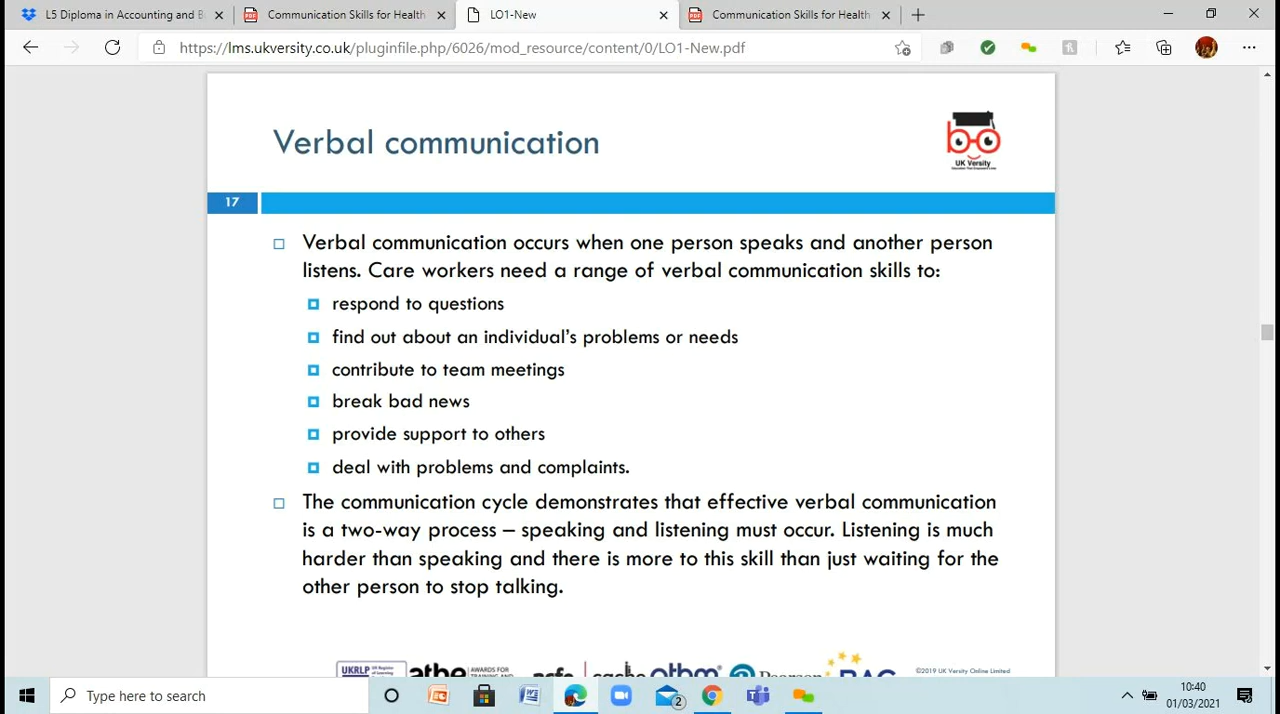 L5 Diploma in Accounting and B
Communication Skills for Health
LO1-New
Communication Skills for Health
https://lms.ukversity.co.uk/pluginfile.php/6026/mod_resource/content/0/LO1-New.pdf
Verbal communication
UK Versity
17
Verbal communication occurs when one person speaks and another person
listens. Care workers need a range of verbal communication skills to:
respond to questions
find out about an individual's problems or needs
contribute to team meetings
break bad news
provide support to others
deal with problems and complaints.
The communication cycle demonstrates that effective verbal communication
is a two-way process – speaking and listening must occur. Listening is much
harder than speaking and there is more to this skill than just waiting for the
other person to stop talking.
UKRLP
athe
AWARDS FOR
©2019 UK Versity Online Limited
Type here to search
2
10:40
01/03/2021